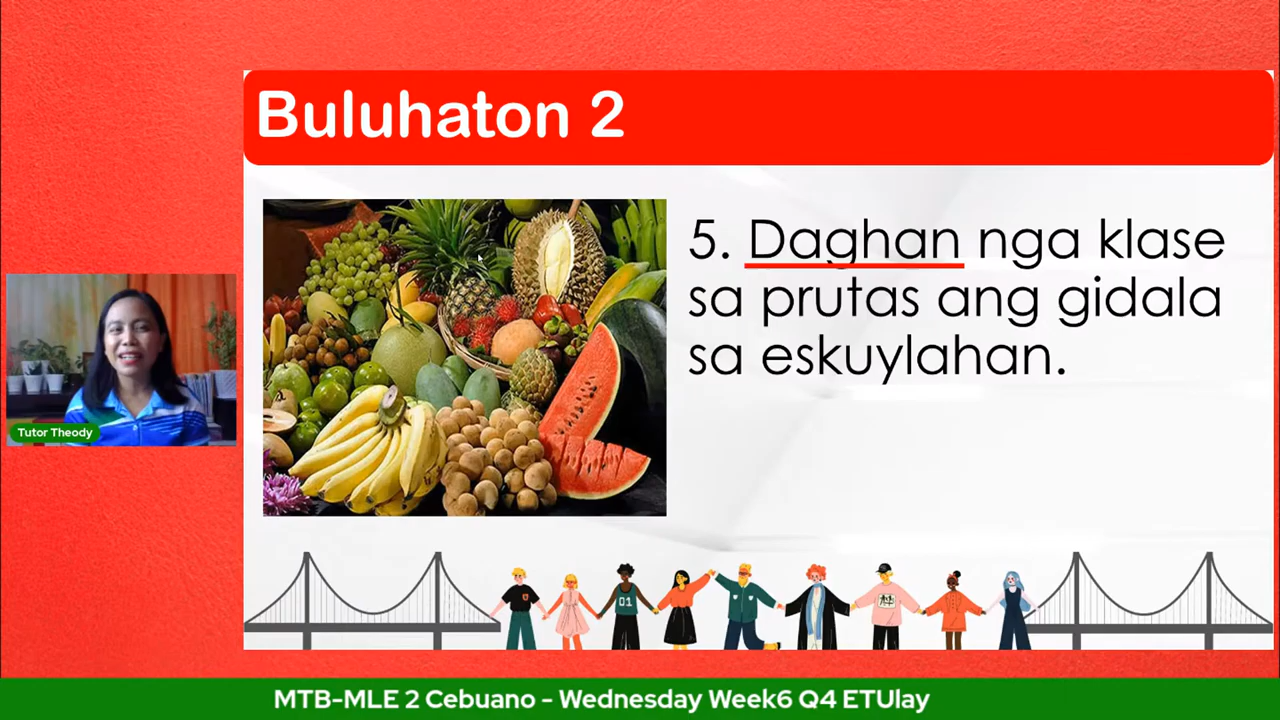 Buluhaton 2
5. Daghan nga klase
sa prutas ang gidala
sa eskuylahan.
Tutor Theody
01
MTB-MLE 2 Cebuano - Wednesday Week6 Q4 ETUlay